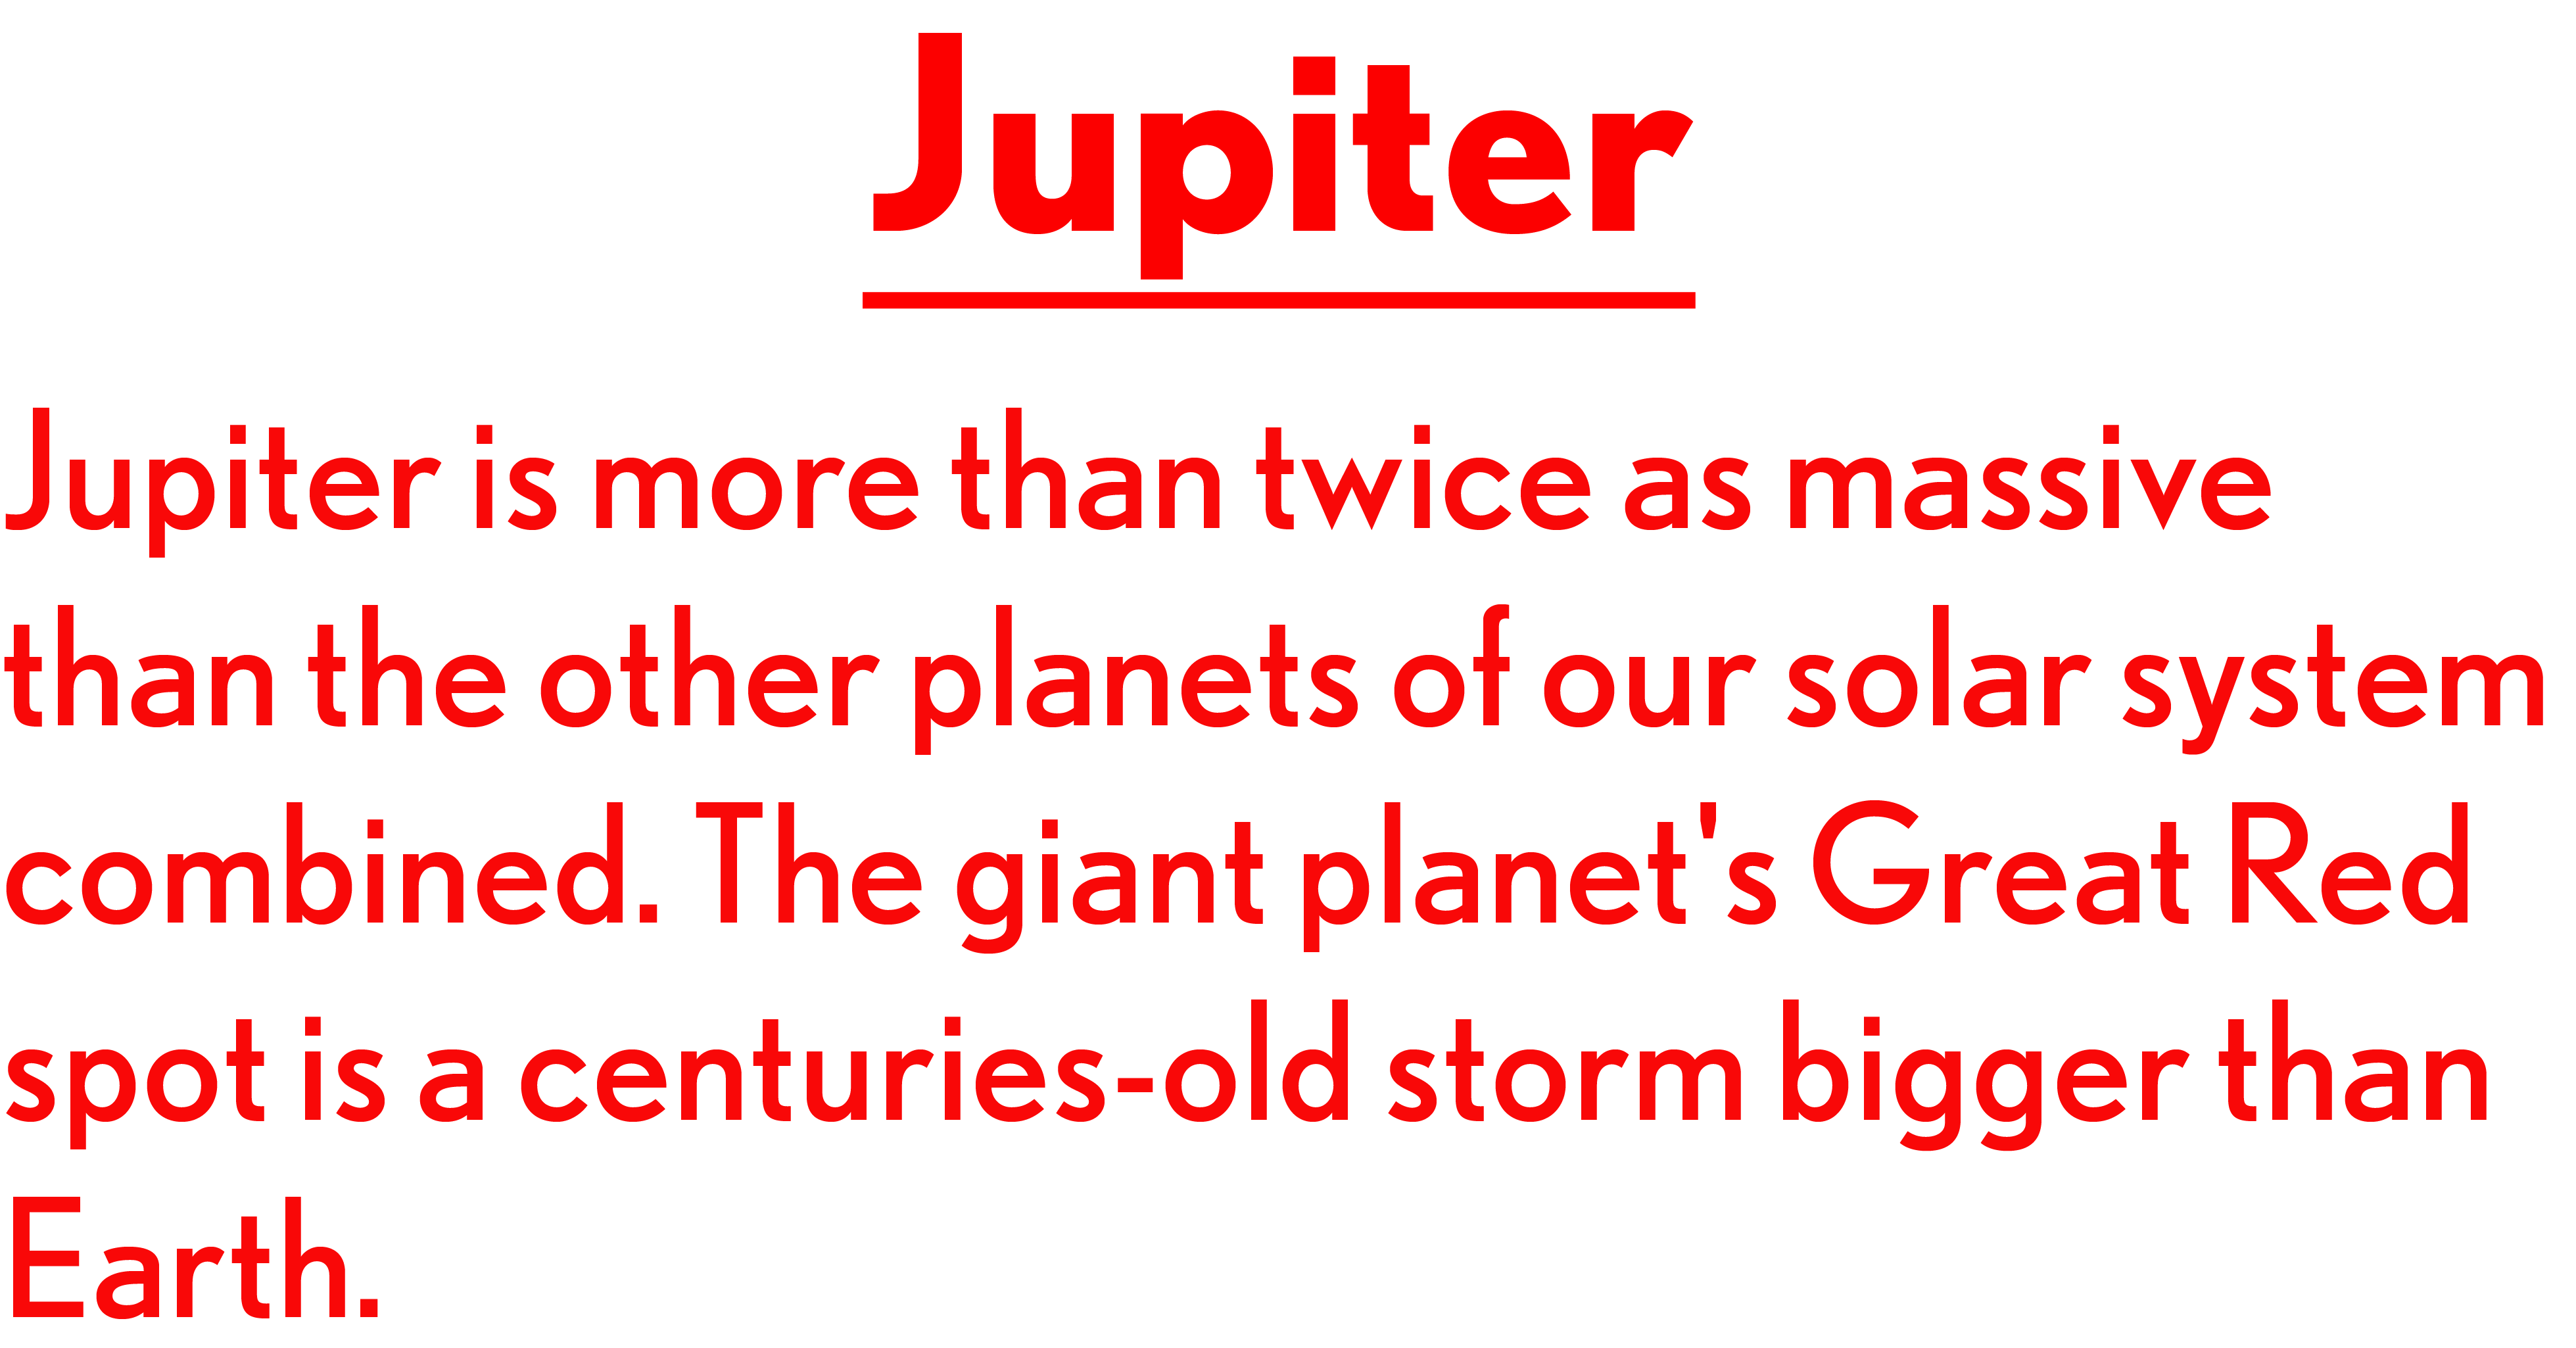 Jupiter
Jupiter is more than twice as massive
than the other planets of our solar system
combined. The giant planet's Great Red
spot is a centuries-old storm bigger than
Earth.